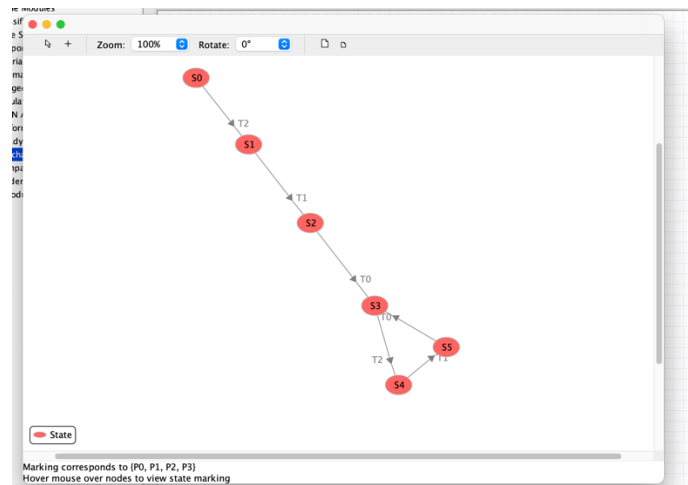 e Modules
Zoom: 100% Rotate: 0°
S0
T2
S1
T1
S2
T0
S3
T0
S5
T2
T1
S4
State
Marking corresponds to {P0, P1, P2, P3}
Hover mouse over nodes to view state marking